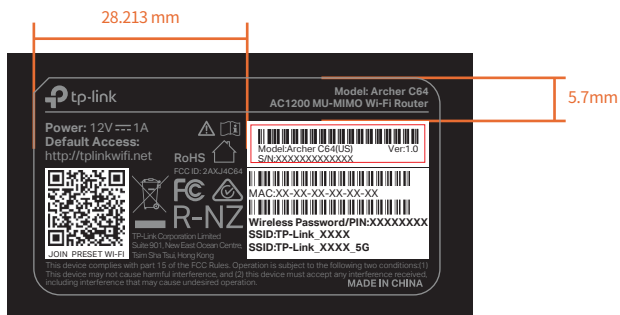 28.213 mm
5.7mm
tp-link
Model: Archer C64
AC1200 MU-MIMO Wi-Fi Router
Power: 12V⎓1A
Default Access:
http://tplinkwifi.net
RoHS
FCC ID: 2AXJ4C64
FC
R-NZ
TP-Link Corporation Limited
Suite 901, New East Ocean Centre,
Tsim Sha Tsui, Hong Kong
JOIN PRESET WI-FI
Model:Archer C64(US) Ver:1.0
S/N:XXXXXXXXXXXXX
MAC:XX-XX-XX-XX-XX-XX
Wireless Password/PIN:XXXXXXXX
SSID:TP-Link_XXXX
SSID:TP-Link_XXXX_5G
This device complies with part 15 of the FCC Rules. Operation is subject to the following two conditions:(1)
This device may not cause harmful interference, and (2) this device must accept any interference received,
including interference that may cause undesired operation.
MADE IN CHINA